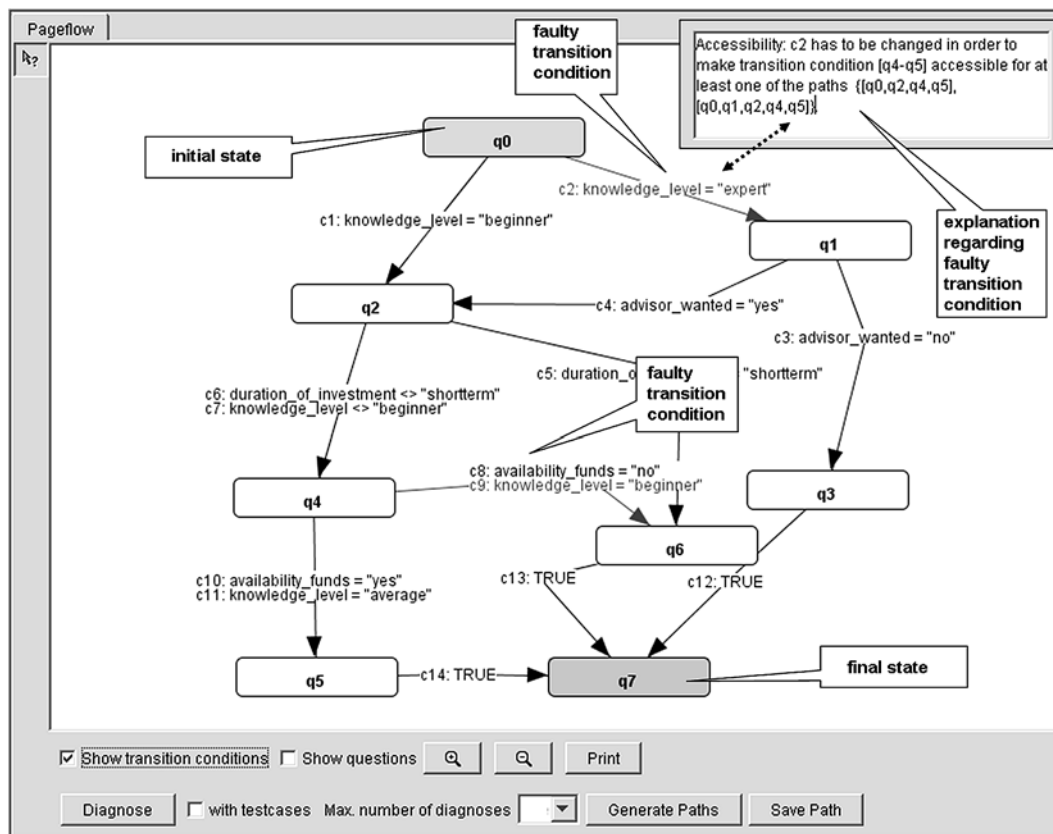 Pageflow
faulty
transition
condition
Accessibility: c2 has to be changed in order to
make transition condition [q4-q5] accessible for at
least one of the paths {[q0,q2,q4,q5],
[q0,q1,q2,q4,q5]}
initial state
q0
c2: knowledge_level = "expert"
c1: knowledge_level = "beginner"
q1
explanation
regarding
faulty
transition
condition
q2
c4: advisor_wanted = "yes"
c3: advisor_wanted = "no"
c5: duration_o
"shortterm"
faulty
transition
condition
c6: duration_of_investment <> "shortterm"
c7: knowledge_level <> "beginner"
c8: availability_funds = "no"
c9: knowledge_level = "beginner"
q4
q3
q6
c10: availability_funds = "yes"
c11: knowledge_level = "average"
c13: TRUE
c12: TRUE
q5
c14: TRUE
q7
final state
Show transition conditions
Show questions
Print
Diagnose
with testcases
Max. number of diagnoses
Generate Paths
Save Path